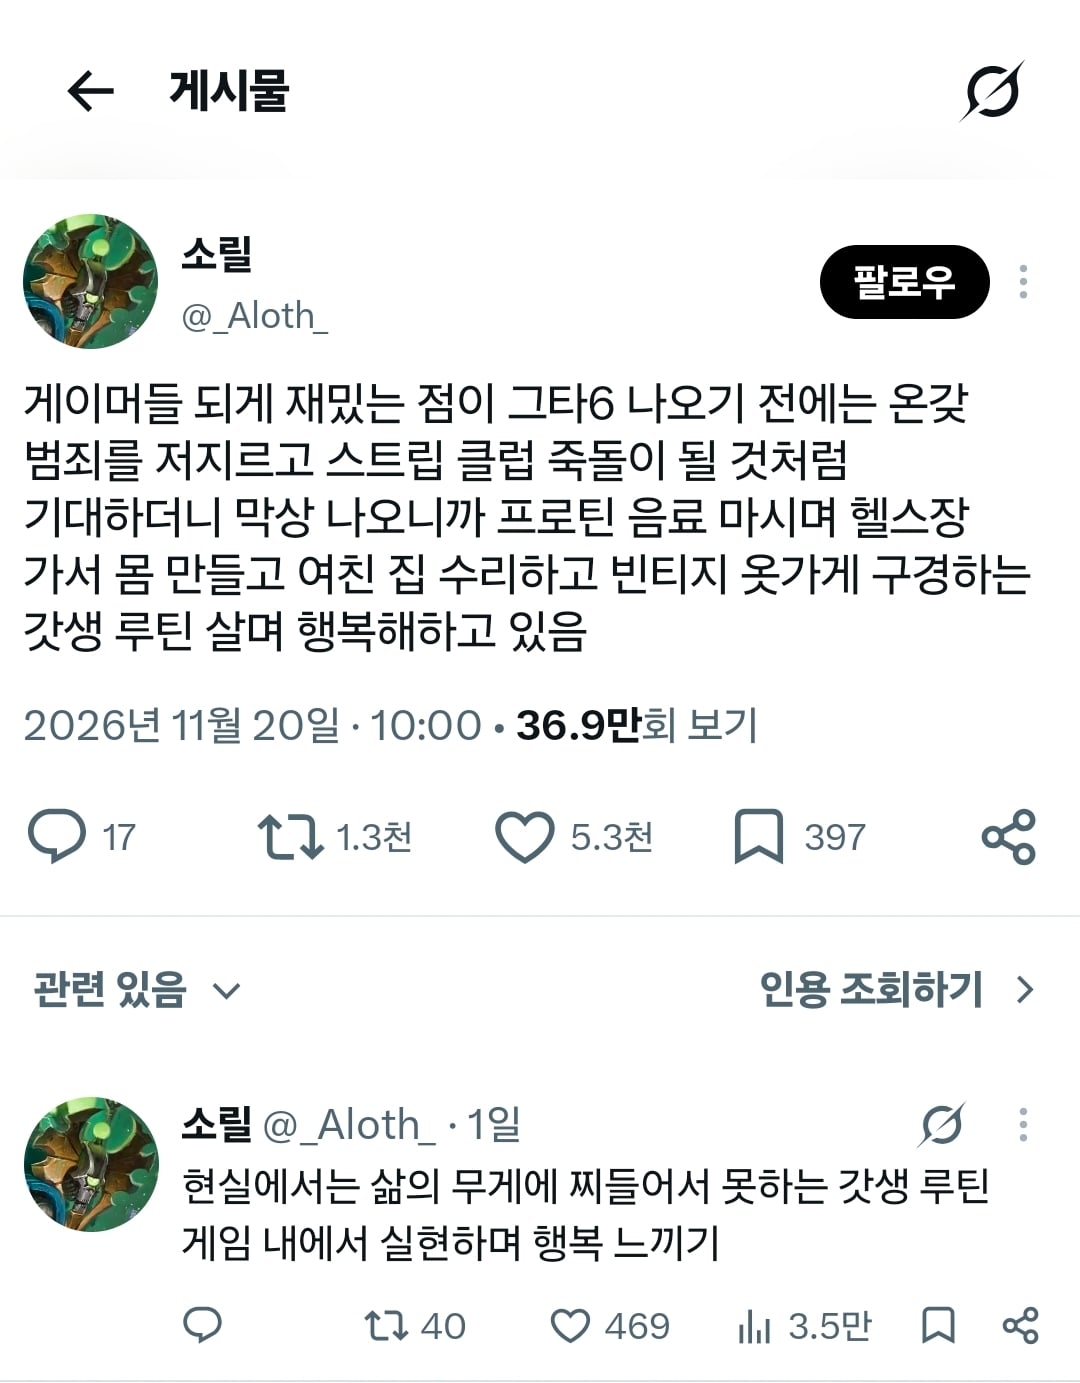 게시물
소릴
@_Aloth_
팔로우
게이머들 되게 재밌는 점이 그타6 나오기 전에는 온갖
범죄를 저지르고 스트립 클럽 죽돌이 될 것처럼
기대하더니 막상 나오니까 프로틴 음료 마시며 헬스장
가서 몸 만들고 여친 집 수리하고 빈티지 옷가게 구경하는
갓생 루틴 살며 행복해하고 있음
2026년 11월 20일 · 10:00 • 36.9만회 보기
17 1.3천 5.3천 397
관련 있음 인용 조회하기
소릴 @_Aloth_ · 1일
현실에서는 삶의 무게에 찌들어서 못하는 갓생 루틴
게임 내에서 실현하며 행복 느끼기
40 469 3.5만